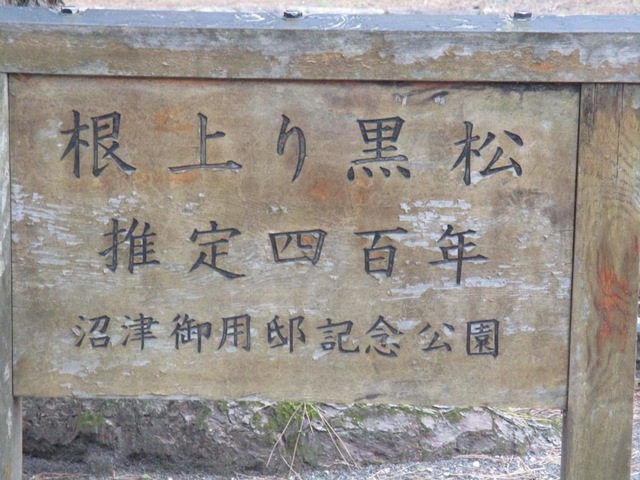 根上り黒松
推定四百年
沼津御用邸記念公園